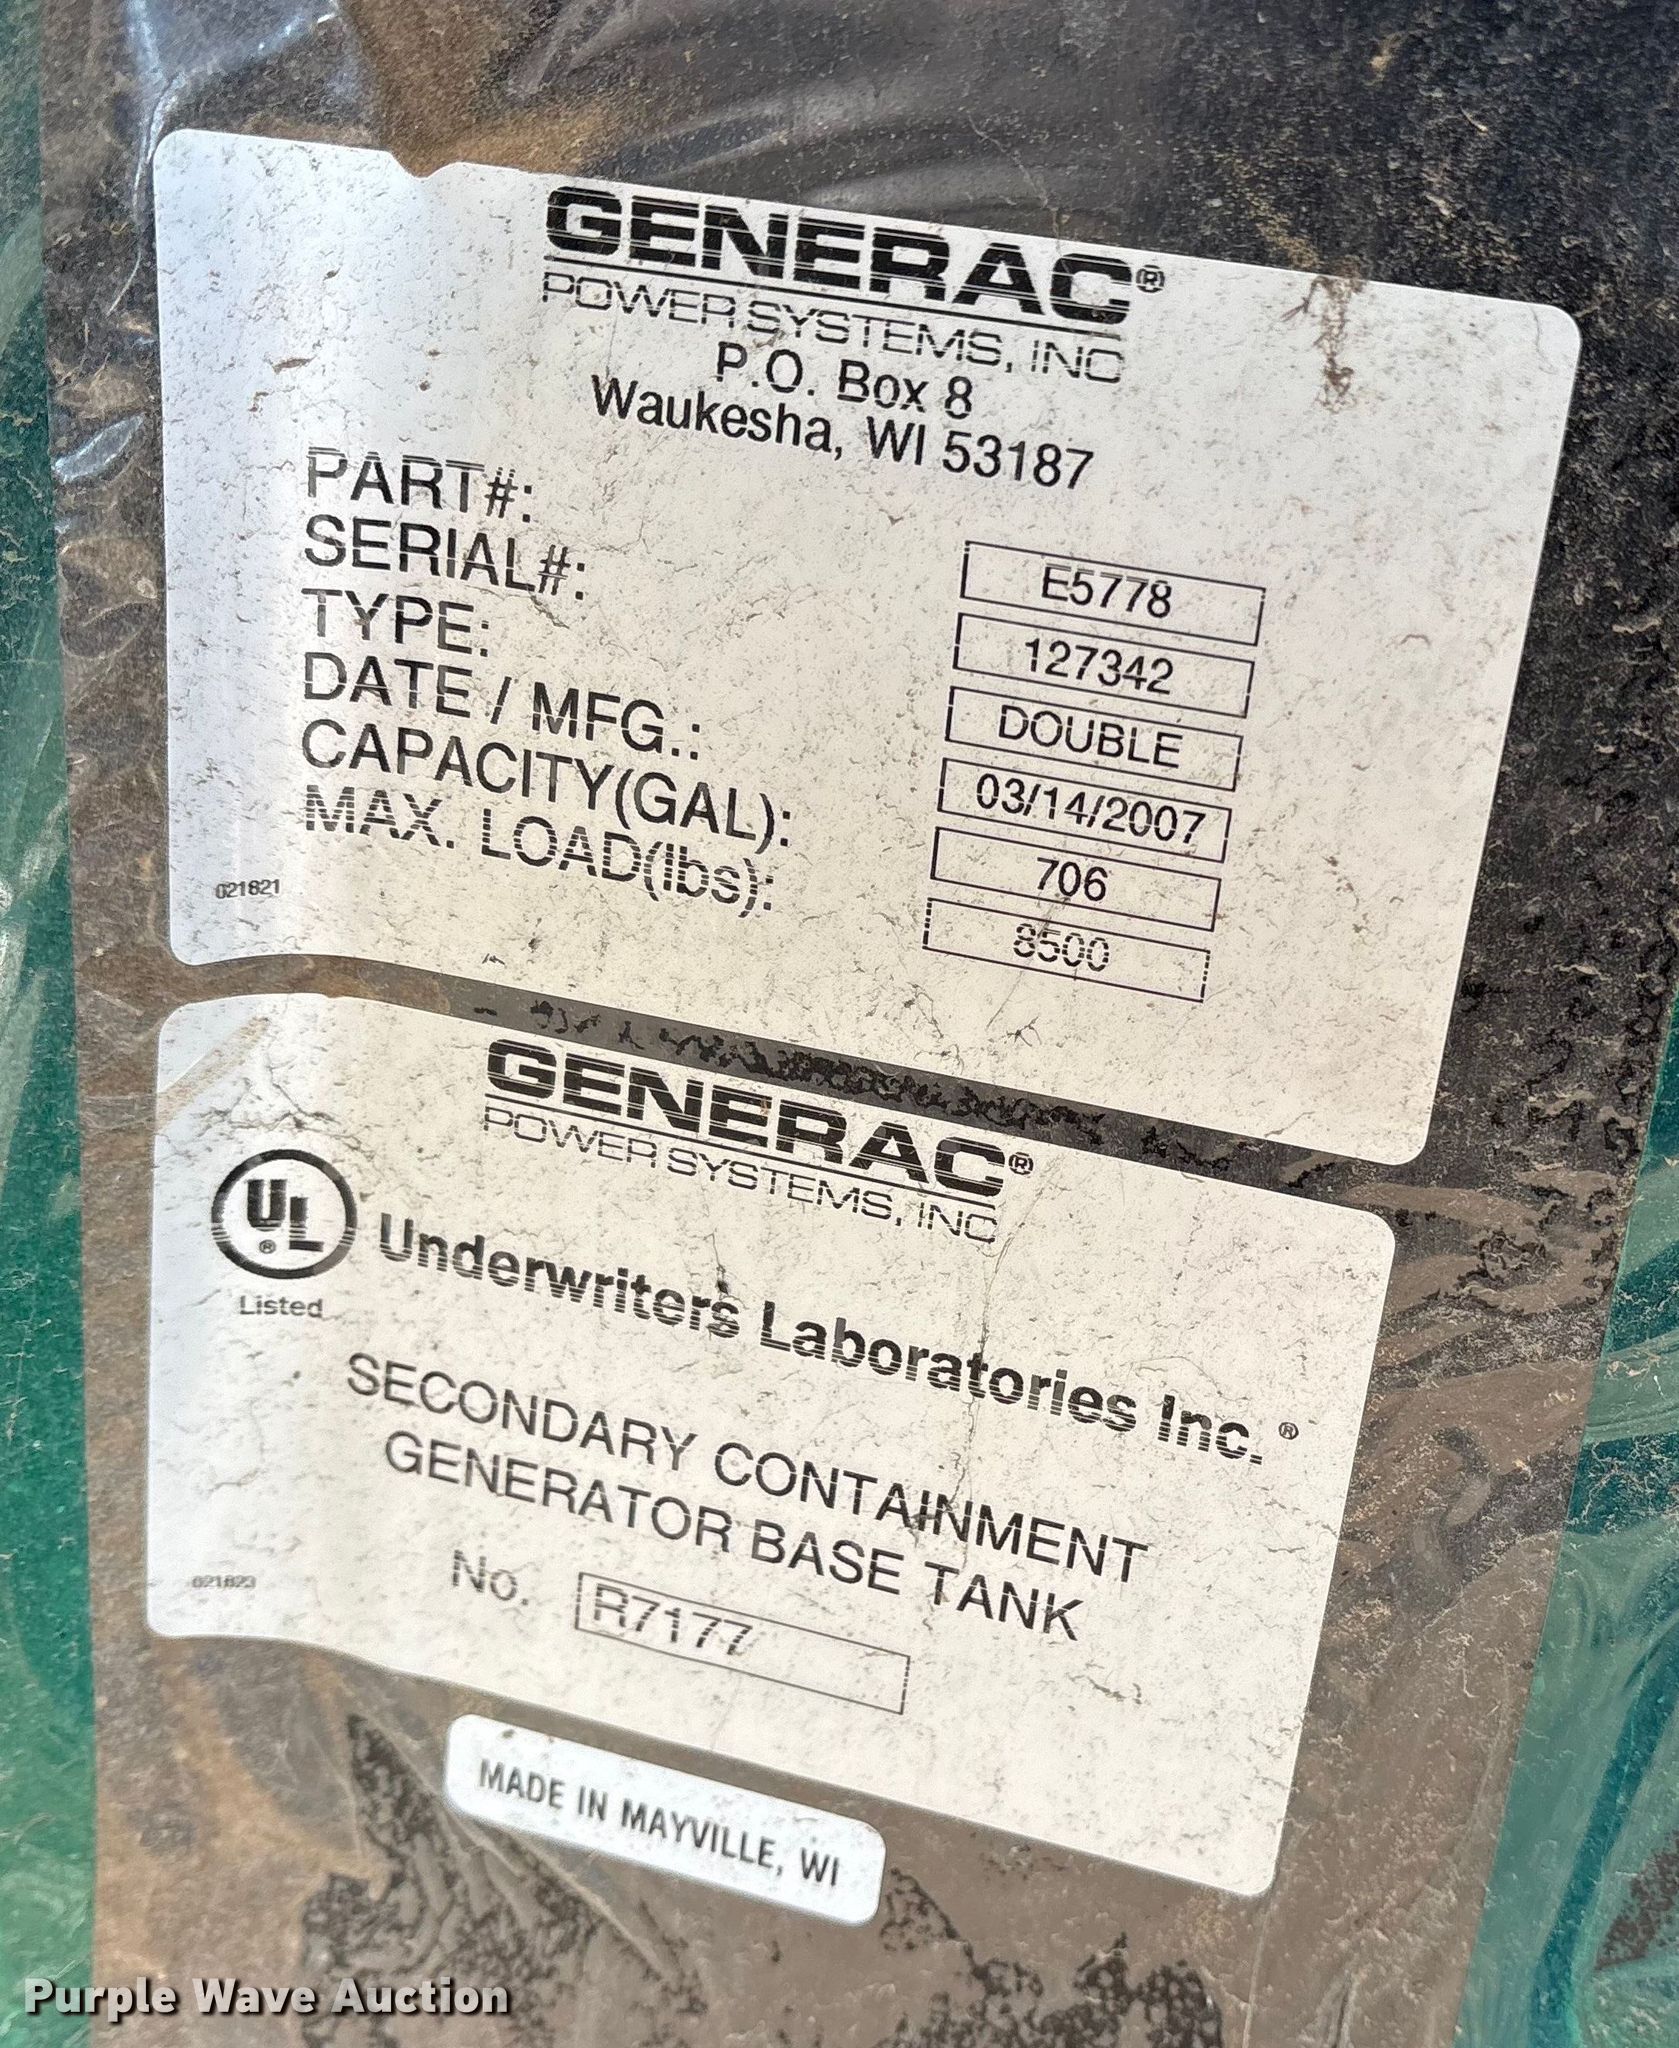 GENERAC®
POWER SYSTEMS, INC
P.O. Box 8
Waukesha, WI 53187
PART#: E5778
SERIAL#: 127342
TYPE: DOUBLE
DATE / MFG.: 03/14/2007
CAPACITY(GAL): 706
MAX. LOAD(lbs): 8500
021821
GENERAC®
POWER SYSTEMS, INC
UL®
Listed
Underwriter's Laboratories Inc.®
SECONDARY CONTAINMENT
GENERATOR BASE TANK
No. R7177
021823
MADE IN MAYVILLE, WI
Purple Wave Auction